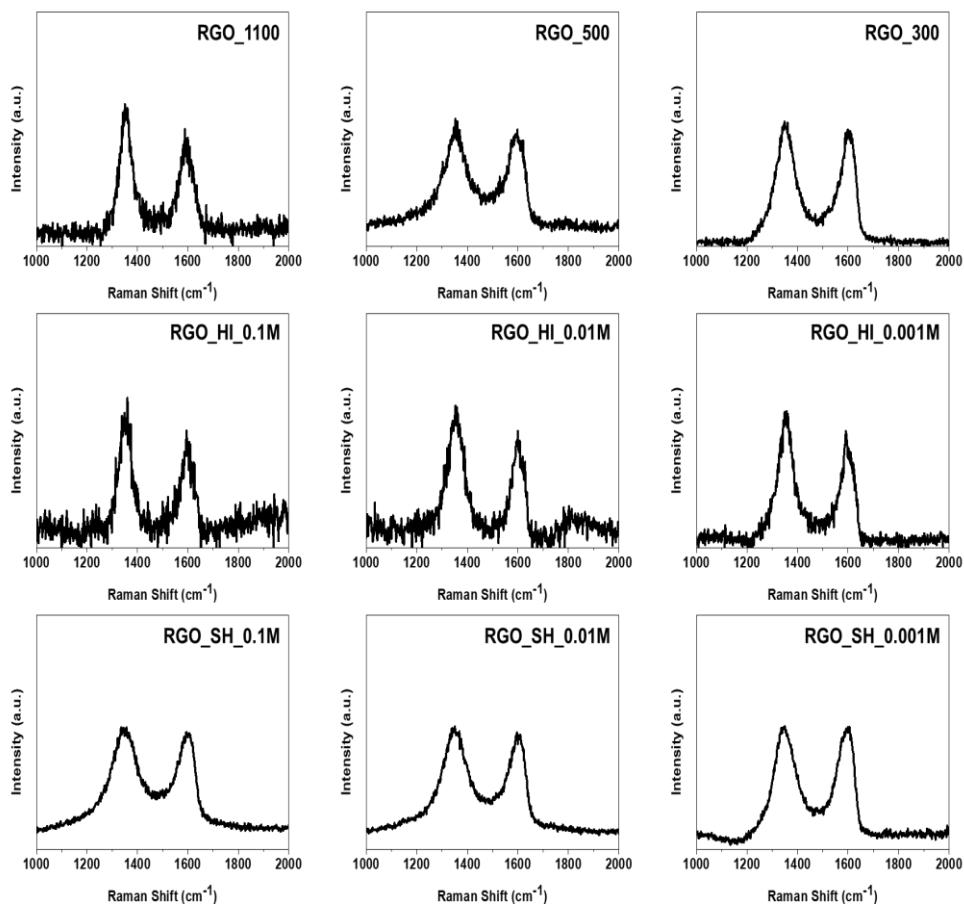 RGO_1100
Intensity (a.u.)
1000 1200 1400 1600 1800 2000
Raman Shift (cm-1)
RGO_500
Intensity (a.u.)
1000 1200 1400 1600 1800 2000
Raman Shift (cm-1)
RGO_300
Intensity (a.u.)
1000 1200 1400 1600 1800 2000
Raman Shift (cm-1)
RGO_HI_0.1M
Intensity (a.u.)
1000 1200 1400 1600 1800 2000
Raman Shift (cm-1)
RGO_HI_0.01M
Intensity (a.u.)
1000 1200 1400 1600 1800 2000
Raman Shift (cm-1)
RGO_HI_0.001M
Intensity (a.u.)
1000 1200 1400 1600 1800 2000
Raman Shift (cm-1)
RGO_SH_0.1M
Intensity (a.u.)
1000 1200 1400 1600 1800 2000
Raman Shift (cm-1)
RGO_SH_0.01M
Intensity (a.u.)
1000 1200 1400 1600 1800 2000
Raman Shift (cm-1)
RGO_SH_0.001M
Intensity (a.u.)
1000 1200 1400 1600 1800 2000
Raman Shift (cm-1)